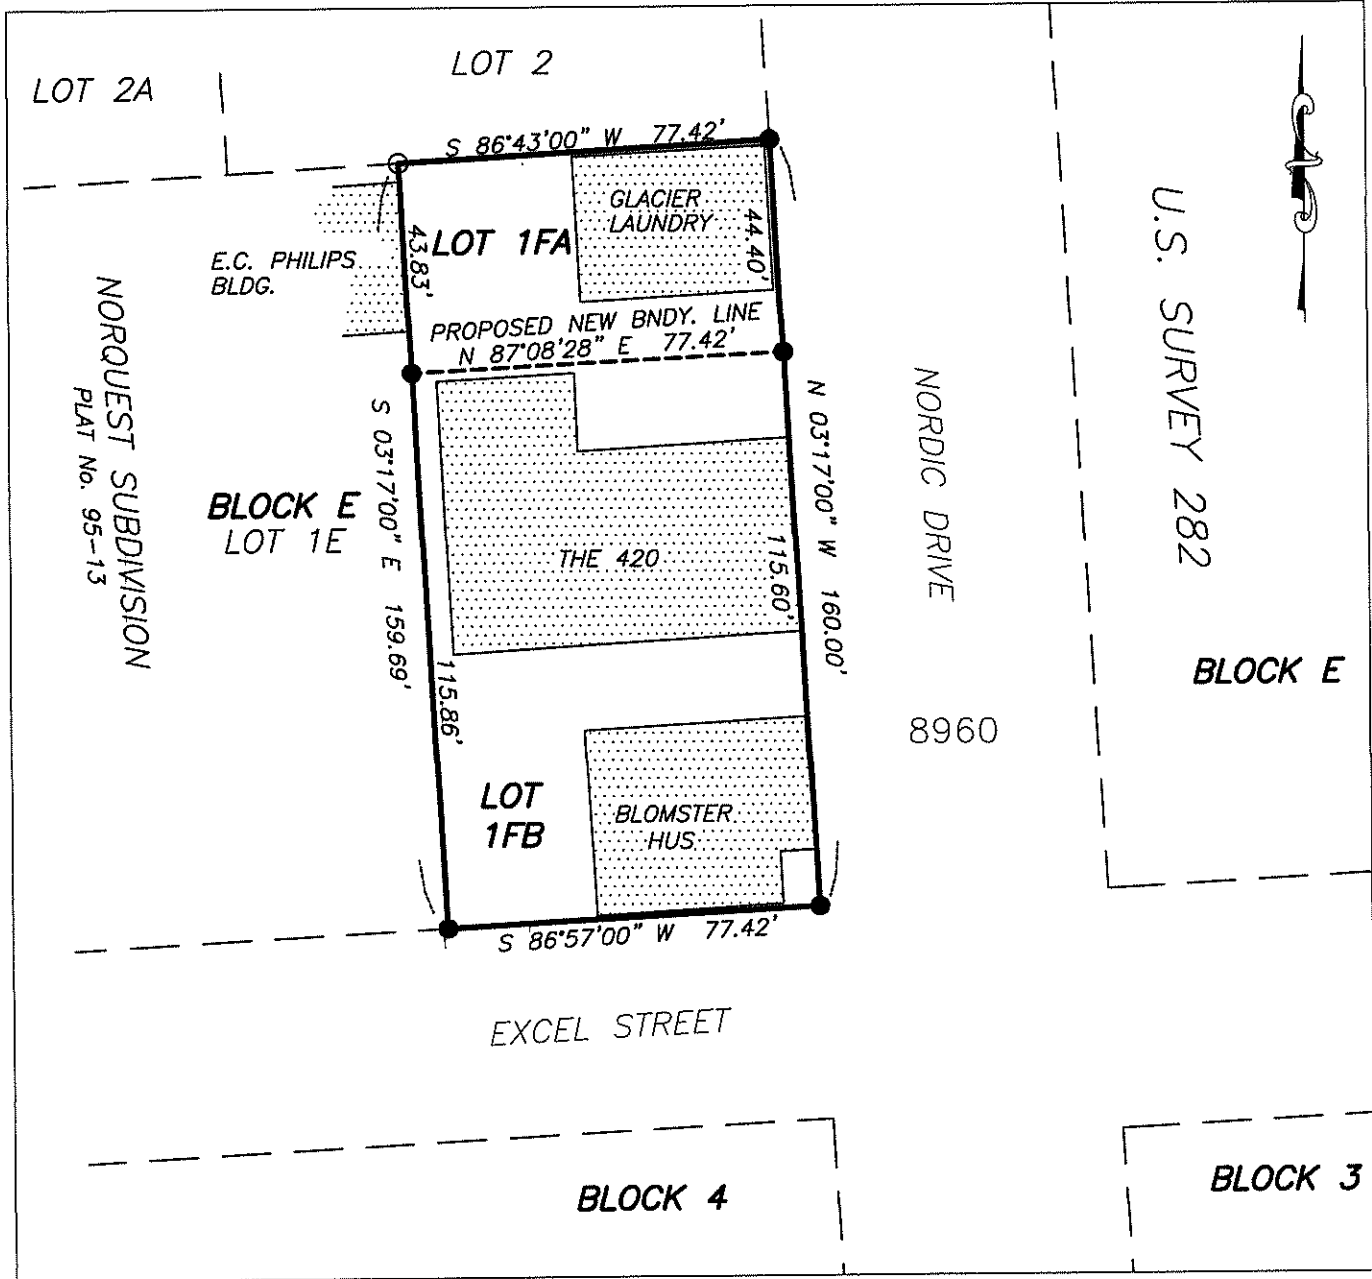 LOT 2
LOT 2A
S 86°43'00" W 77.42'
GLACIER
LAUNDRY
44.40'
LOT 1FA
43.83'
E.C. PHILIPS
BLDG.
PROPOSED NEW BNDY. LINE
N 87°08'28" E 77.42'
NORQUEST SUBDIVISION
PLAT No. 95-13
BLOCK E
LOT 1E
S 03°17'00" E 159.69'
115.86'
THE 420
115.60'
N 03°17'00" W 160.00'
NORDIC DRIVE
8960
U.S. SURVEY 282
BLOCK E
LOT
1FB
BLOMSTER
HUS
S 86°57'00" W 77.42'
EXCEL STREET
BLOCK 4
BLOCK 3